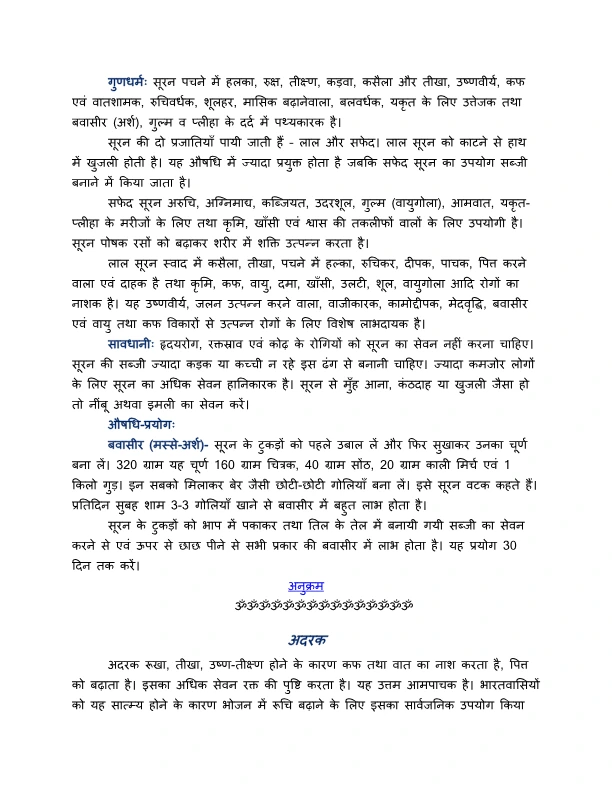 गुणधर्मः सूरन पचने में हलका, रुक्ष, तीक्ष्ण, कड़वा, कसैला और तीखा, उष्णवीर्य, कफ
एवं वातशामक, रुचिवर्धक, शूलहर, मासिक बढ़ानेवाला, बलवर्धक, यकृत के लिए उत्तेजक तथा
बवासीर (अर्श), गुल्म व प्लीहा के दर्द में पथ्यकारक है।
सूरन की दो प्रजातियाँ पायी जाती हैं - लाल और सफेद। लाल सूरन को काटने से हाथ
में खुजली होती है। यह औषधि में ज्यादा प्रयुक्त होता है जबकि सफेद सूरन का उपयोग सब्जी
बनाने में किया जाता है।
सफेद सूरन अरुचि, अग्निमाद्य, कब्जियत, उदरशूल, गुल्म (वायुगोला), आमवात, यकृत-
प्लीहा के मरीजों के लिए तथा कृमि, खाँसी एवं श्वास की तकलीफों वालों के लिए उपयोगी है।
सूरन पोषक रसों को बढ़ाकर शरीर में शक्ति उत्पन्न करता है।
लाल सूरन स्वाद में कसैला, तीखा, पचने में हल्का, रुचिकर, दीपक, पाचक, पित्त करने
वाला एवं दाहक है तथा कृमि, कफ, वायु, दमा, खाँसी, उलटी, शूल, वायुगोला आदि रोगों का
नाशक है। यह उष्णवीर्य, जलन उत्पन्न करने वाला, वाजीकारक, कामोद्दीपक, मेदवृद्धि, बवासीर
एवं वायु तथा कफ विकारों से उत्पन्न रोगों के लिए विशेष लाभदायक है।
सावधानीः हृदयरोग, रक्तस्राव एवं कोढ़ के रोगियों को सूरन का सेवन नहीं करना चाहिए।
सूरन की सब्जी ज्यादा कड़क या कच्ची न रहे इस ढंग से बनानी चाहिए। ज्यादा कमजोर लोगों
के लिए सूरन का अधिक सेवन हानिकारक है। सूरन से मुँह आना, कंठदाह या खुजली जैसा हो
तो नींबू अथवा इमली का सेवन करें।
औषधि-प्रयोगः
बवासीर (मस्से-अर्श)- सूरन के टुकड़ों को पहले उबाल लें और फिर सुखाकर उनका चूर्ण
बना लें। 320 ग्राम यह चूर्ण 160 ग्राम चित्रक, 40 ग्राम सोंठ, 20 ग्राम काली मिर्च एवं 1
किलो गुड़। इन सबको मिलाकर बेर जैसी छोटी-छोटी गोलियाँ बना लें। इसे सूरन वटक कहते हैं।
प्रतिदिन सुबह शाम 3-3 गोलियाँ खाने से बवासीर में बहुत लाभ होता है।
सूरन के टुकड़ों को भाप में पकाकर तथा तिल के तेल में बनायी गयी सब्जी का सेवन
करने से एवं ऊपर से छाछ पीने से सभी प्रकार की बवासीर में लाभ होता है। यह प्रयोग 30
दिन तक करें।
अनुक्रम
ॐॐॐॐॐॐॐॐॐॐॐॐॐॐॐ
अदरक
अदरक रूखा, तीखा, उष्ण-तीक्ष्ण होने के कारण कफ तथा वात का नाश करता है, पित्त
को बढ़ाता है। इसका अधिक सेवन रक्त की पुष्टि करता है। यह उत्तम आमपाचक है। भारतवासियों
को यह सात्म्य होने के कारण भोजन में रूचि बढ़ाने के लिए इसका सार्वजनिक उपयोग किया